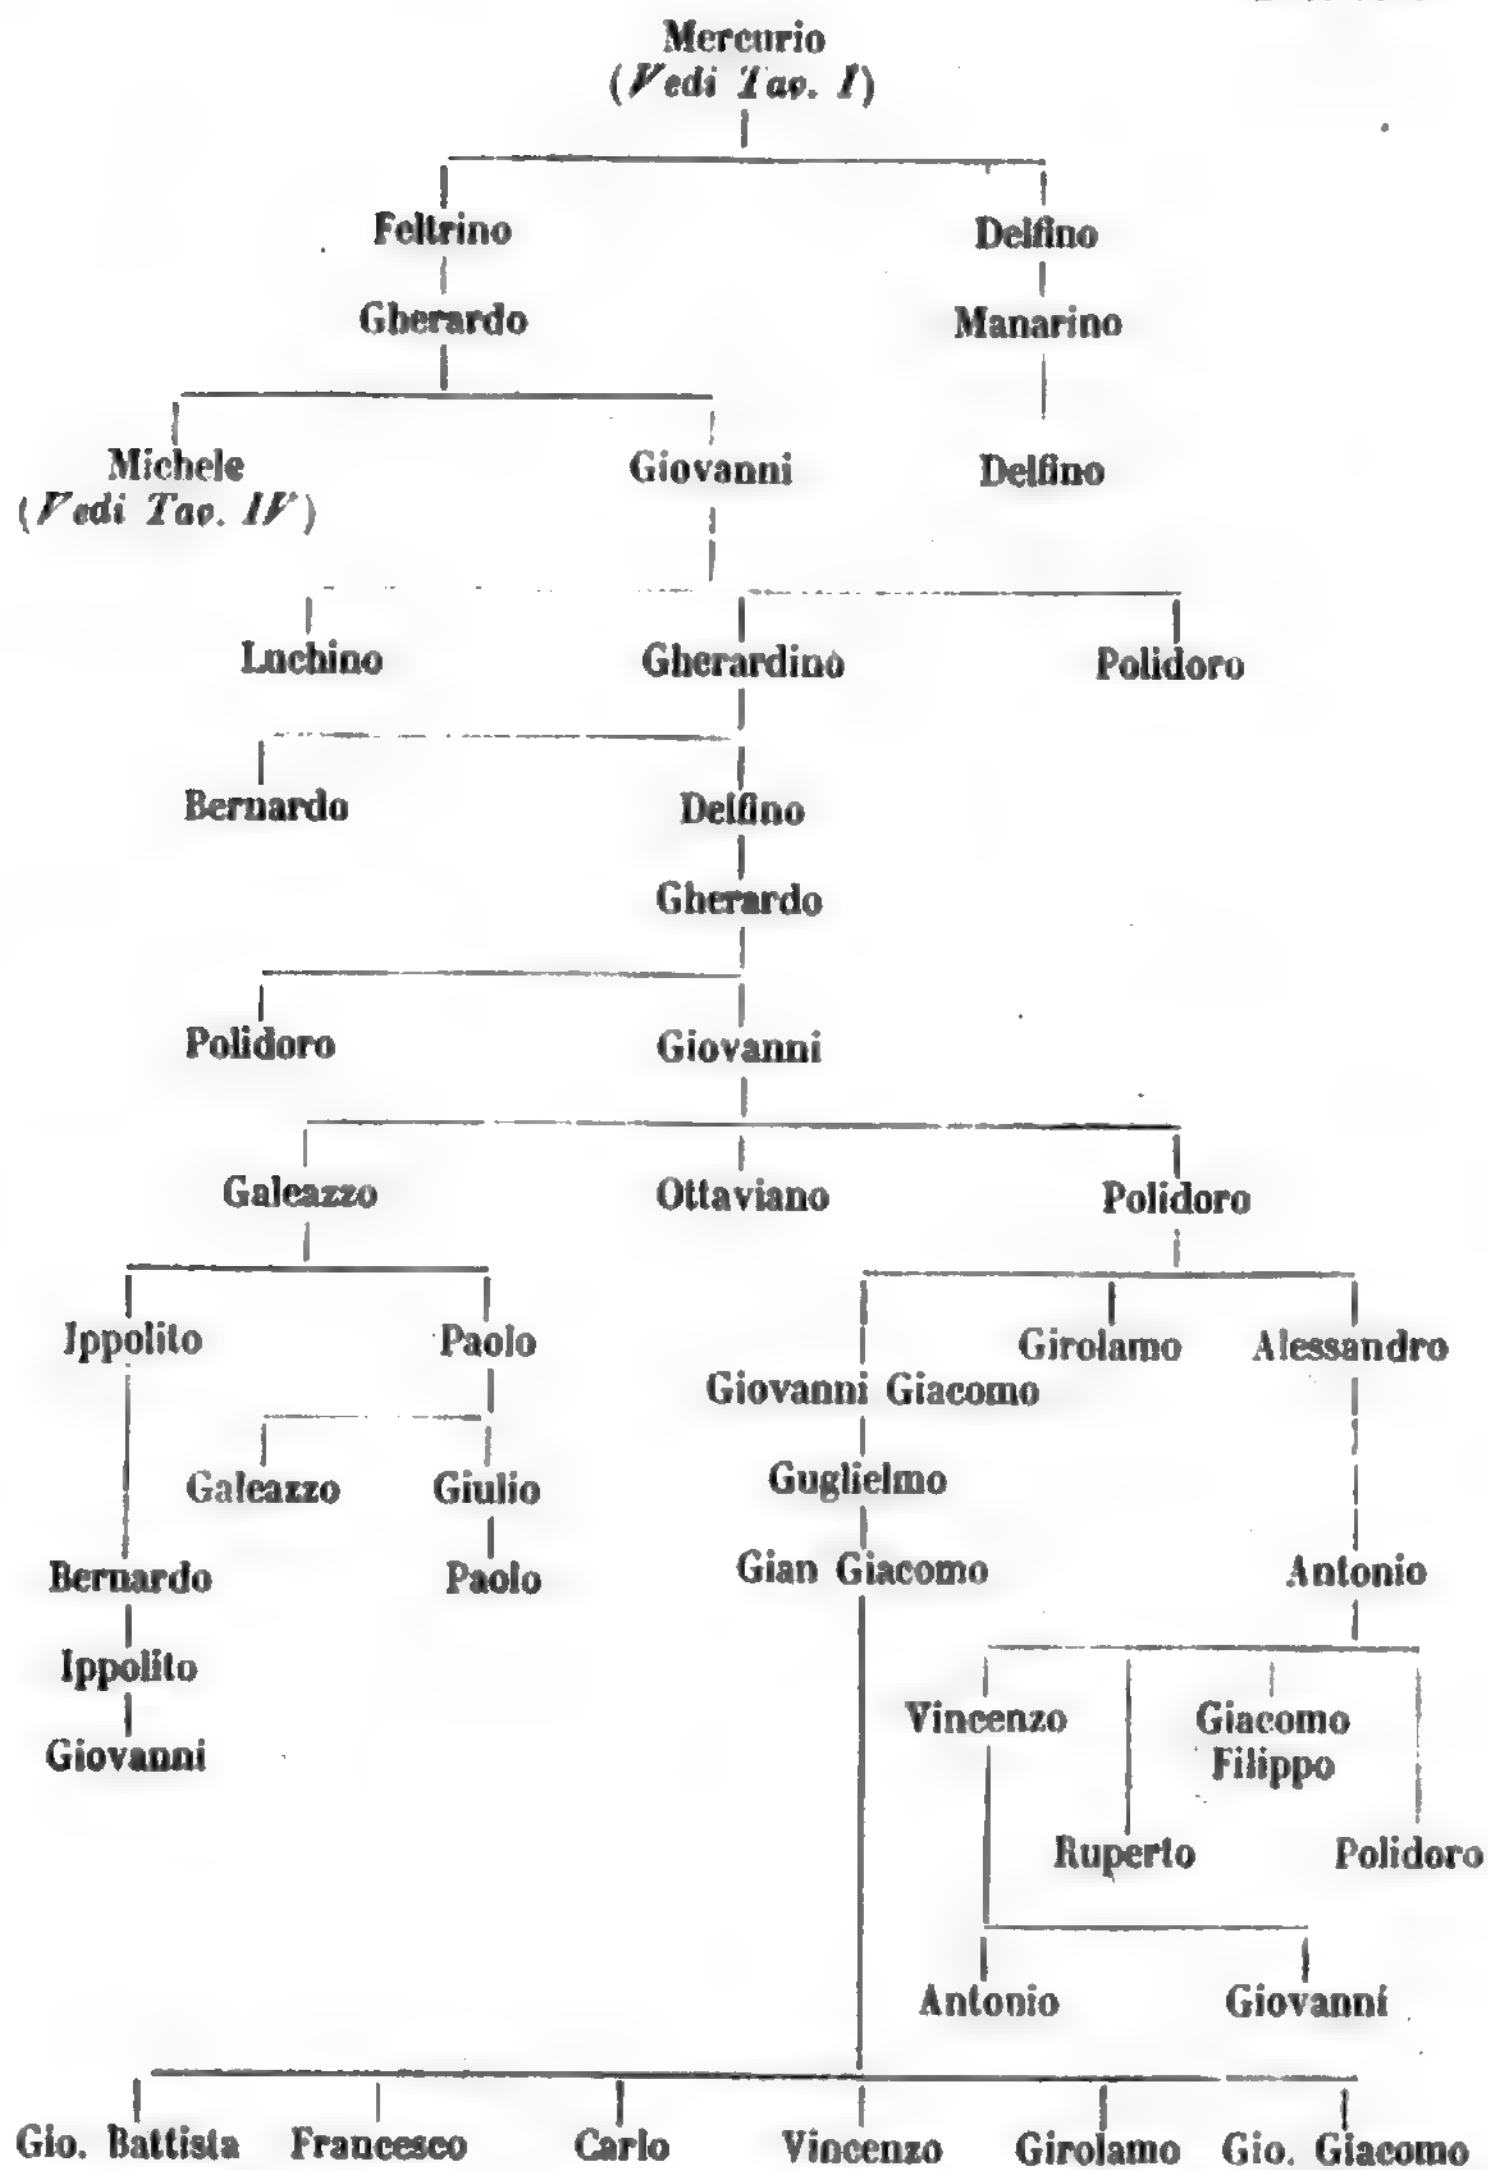 Mercurio
(Vedi Tav. I)
Feltrino Delfino
Gherardo Manarino
Michele Giovanni Delfino
(Vedi Tav. IV)
Luchino Gherardino Polidoro
Bernardo Delfino
Gherardo
Polidoro Giovanni
Galeazzo Ottaviano Polidoro
Ippolito Paolo Girolamo Alessandro
Giovanni Giacomo
Galeazzo Giulio Guglielmo
Bernardo Paolo Gian Giacomo Antonio
Ippolito
Vincenzo Giacomo
Giovanni Filippo
Ruperto Polidoro
Antonio Giovanni
Gio. Battista Francesco Carlo Vincenzo Girolamo Gio. Giacomo